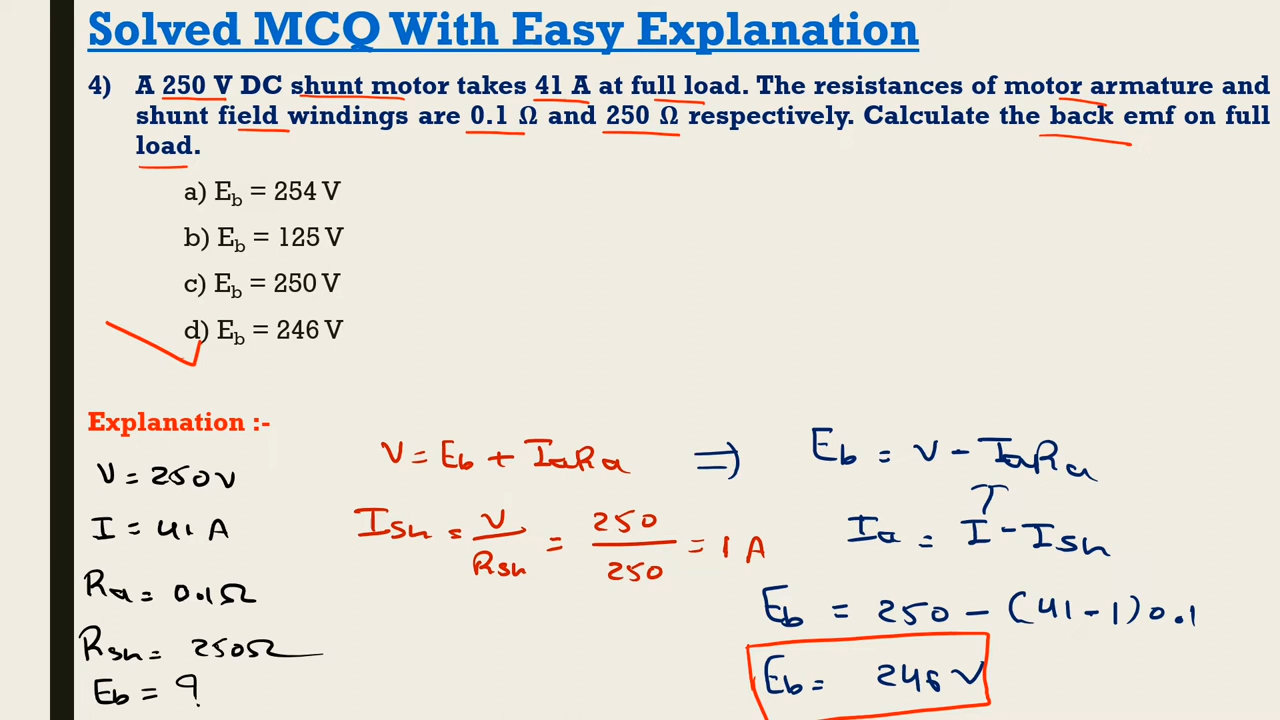 Solved MCQ With Easy Explanation
4) A 250 V DC shunt motor takes 41 A at full load. The resistances of motor armature and
shunt field windings are 0.1 Ω and 250 Ω respectively. Calculate the back emf on full
load.
a) Eb = 254 V
b) Eb = 125 V
c) Eb = 250 V
d) Eb = 246 V
Explanation :-
V = 250V
I = 41 A
Ra = 0.1Ω
Rsh = 250Ω
Eb = ?
V = Eb + IaRa ⇒ Eb = V - IaRa
Ish = V/Rsh = 250/250 = 1 A
Ia = I - Ish
Eb = 250 - (41-1)0.1
Eb = 246 V